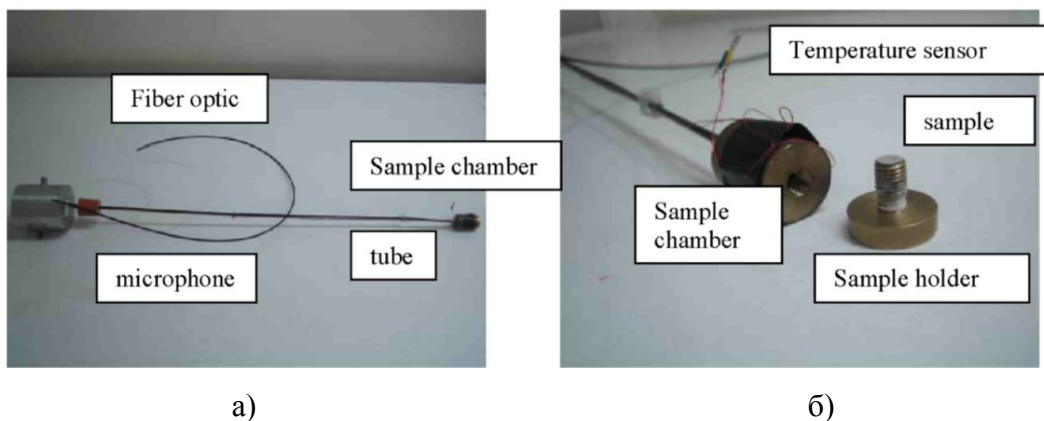 Fiber optic
Sample chamber
tube
microphone
а)
Temperature sensor
sample
Sample
chamber
Sample holder
б)